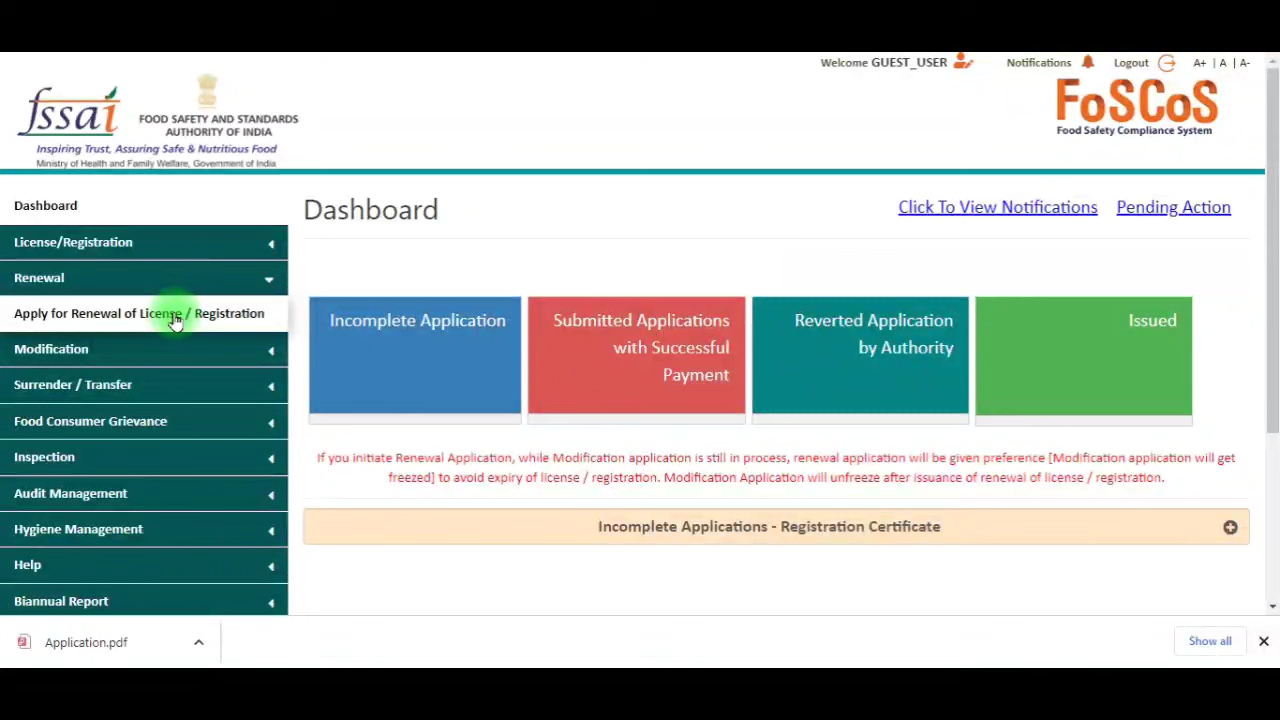 Welcome GUEST_USER
Notifications
Logout
A+ | A | A-
fssai
FOOD SAFETY AND STANDARDS
AUTHORITY OF INDIA
Inspiring Trust, Assuring Safe & Nutritious Food
Ministry of Health and Family Welfare, Government of India
FoSCoS
Food Safety Compliance System
Dashboard
License/Registration
Renewal
Apply for Renewal of License / Registration
Modification
Surrender / Transfer
Food Consumer Grievance
Inspection
Audit Management
Hygiene Management
Help
Biannual Report
Dashboard
Click To View Notifications
Pending Action
Incomplete Application
Submitted Applications
with Successful
Payment
Reverted Application
by Authority
Issued
If you initiate Renewal Application, while Modification application is still in process, renewal application will be given preference [Modification application will get
freezed] to avoid expiry of license / registration. Modification Application will unfreeze after issuance of renewal of license / registration.
Incomplete Applications - Registration Certificate
Application.pdf
Show all